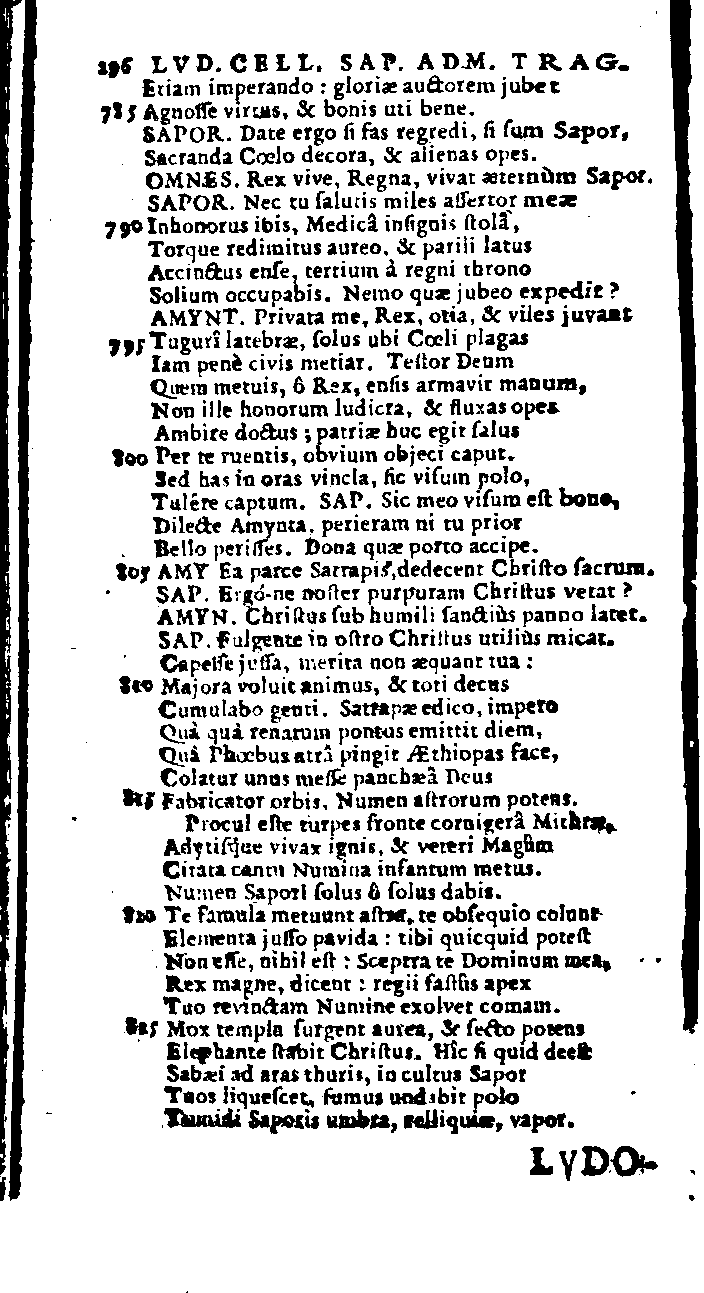 296 LVD. CELL. SAP. ADM. TRAG.
Etiam imperando : gloriæ auctorem jubet
785 Agnoſſe virtus, & bonis uti bene.
SAPOR. Date ergo ſi fas regredi, ſi ſum Sapor,
Sacranda Cœlo decora, & alienas opes.
OMNES. Rex vive, Regna, vivat æternùm Sapor.
SAPOR. Nec tu ſalutis miles aſſertor meæ
790 Inhonorus ibis, Medicâ inſignis ſtolâ,
Torque redimitus aureo, & parili latus
Accinctus enſe, tertium à regni throno
Solium occupabis. Nemo quæ jubeo expedit ?
AMYNT. Privata me, Rex, otia, & viles juvant
795 Tugurî latebræ, ſolus ubi Cœli plagas
Iam penè civis metiar. Teſtor Deum
Quem metuis, ô Rex, enſis armavit manum,
Non ille honorum ludicra, & fluxas opes
Ambire doctus ; patriæ huc egit ſalus
800 Per te ruentis, obvium objeci caput.
Sed has in oras vincla, ſic viſum polo,
Tulêre captum. SAP. Sic meo viſum eſt bono,
Dilecte Amynta, perieram ni tu prior
Bello periſſes. Dona quæ porto accipe.
805 AMY Ea parce Satrapis, dedecent Chriſto ſacrum.
SAP. Ergó-ne noſter purpuram Chriſtus vetat ?
AMYN. Chriſtus ſub humili ſanctiùs panno latet.
SAP. Fulgente in oſtro Chriſtus utiliùs micat.
Capeſſe juſſa, merita non æquant tua :
810 Majora voluit animus, & toti decus
Cumulabo genti. Satrapæ edico, impero
Quà quà renatum pontus emittit diem,
Quà Phœbus atrâ pingit Æthiopas face,
Colatur unus meſſe panchæâ Deus
815 Fabricator orbis, Numen aſtrorum potens.
Procul eſte turpes fronte cornigerâ Mithræ,
Adytiſque vivax ignis, & veteri Magûm
Citata cantu Numina infantum metus.
Numen Sapori ſolus ô ſolus dabis.
820 Te famula metuunt aſtra, te obſequio colunt
Elementa juſſo pavida : tibi quicquid poteſt
Non eſſe, nihil eſt : Sceptra te Dominum mea,
Rex magne, dicent : regii faſtûs apex
Tuo revinctam Numine exolvet comam.
825 Mox templa ſurgent aurea, & ſecto potens
Elephante ſtabit Chriſtus. Hîc ſi quid deeſt
Sabæi ad aras thuris, in cultus Sapor
Tuos liqueſcet, fumus undabit polo
Tumidi Saporis umbra, relliquiæ, vapor.
LVDO-